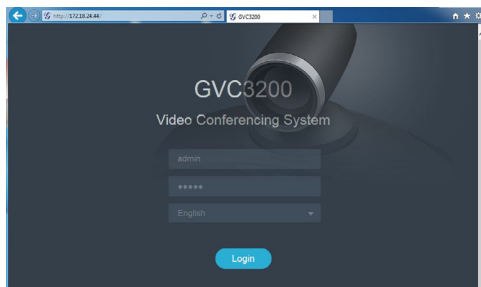 http://172.18.24.44/
GVC3200
GVC3200
Video Conferencing System
admin
•••••
English
Login